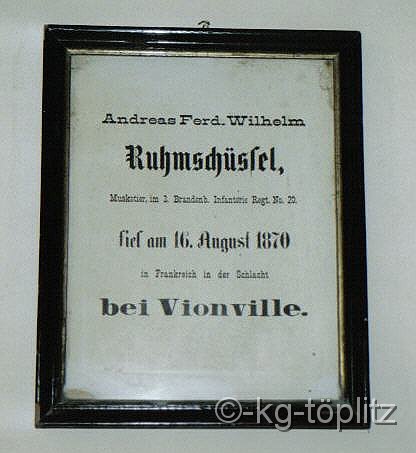 Andreas Ferd. Wilhelm
Ruhmschüssel,
Musketier, im 3. Brandenb. Infanterie Regt. No. 20.
fiel am 16. August 1870
in Frankreich in der Schlacht
bei Vionville.
©-kg-töplitz